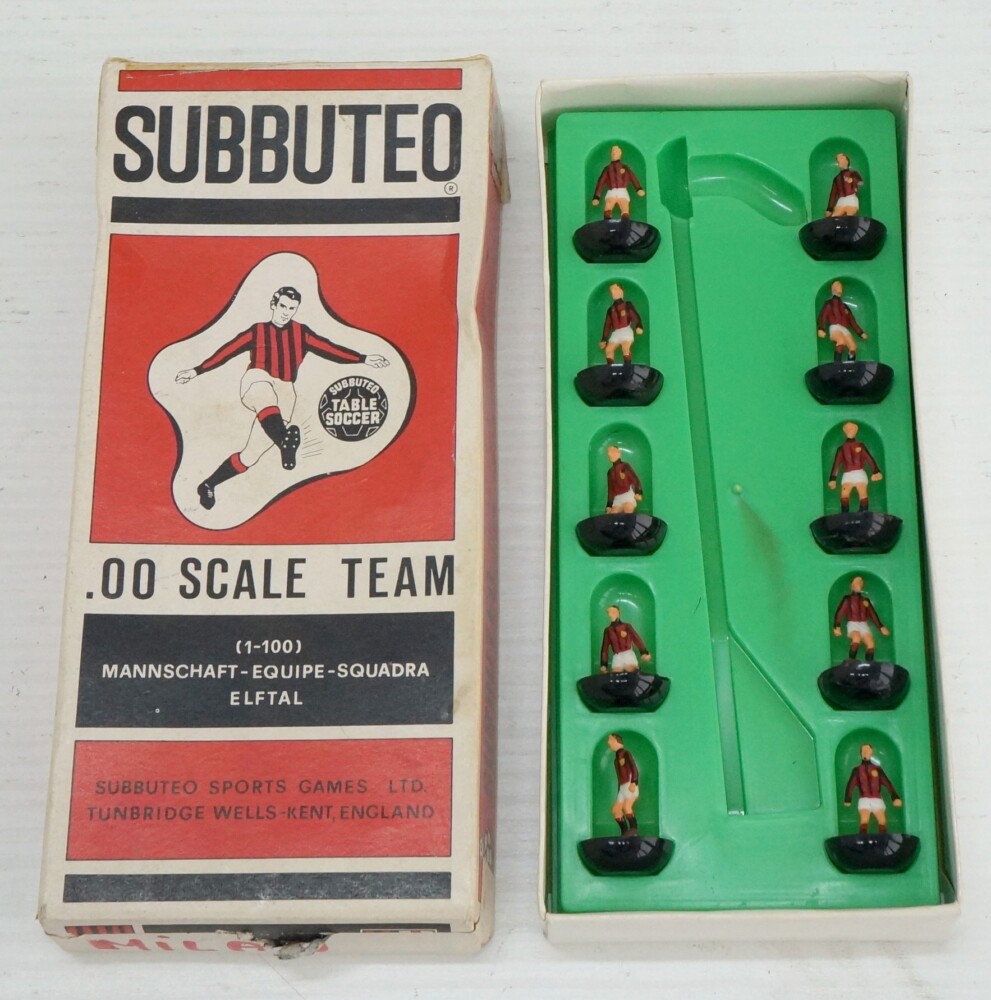 SUBBUTEO
®
SUBBUTEO
TABLE
SOCCER
.00 SCALE TEAM
(1-100)
MANNSCHAFT-EQUIPE-SQUADRA
ELFTAL
SUBBUTEO SPORTS GAMES LTD.
TUNBRIDGE WELLS-KENT, ENGLAND